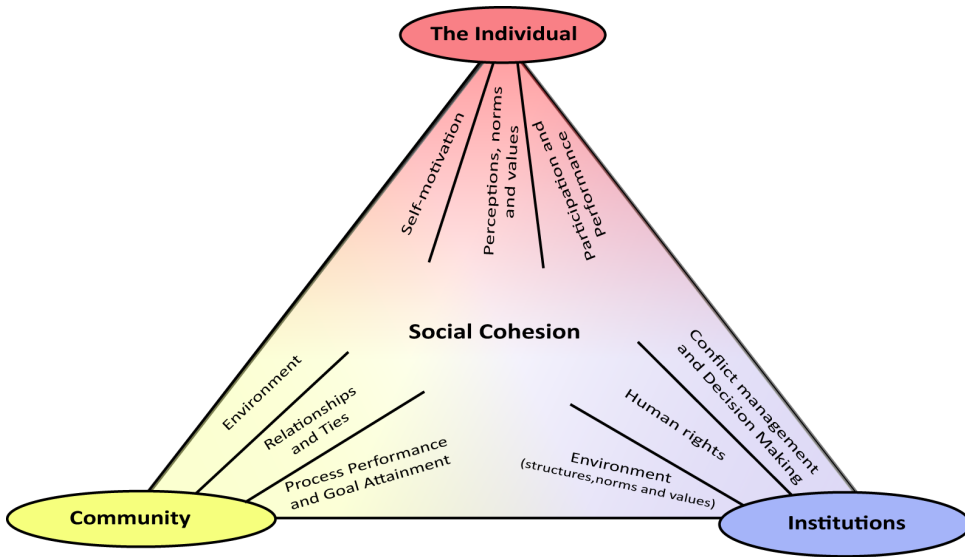 The Individual
Self-motivation
Perceptions, norms
and values
Participation and
Performance
Social Cohesion
Environment
Relationships
and Ties
Process Performance
and Goal Attainment
Conflict management
and Decision Making
Human rights
Environment
(structures,norms and values)
Community
Institutions